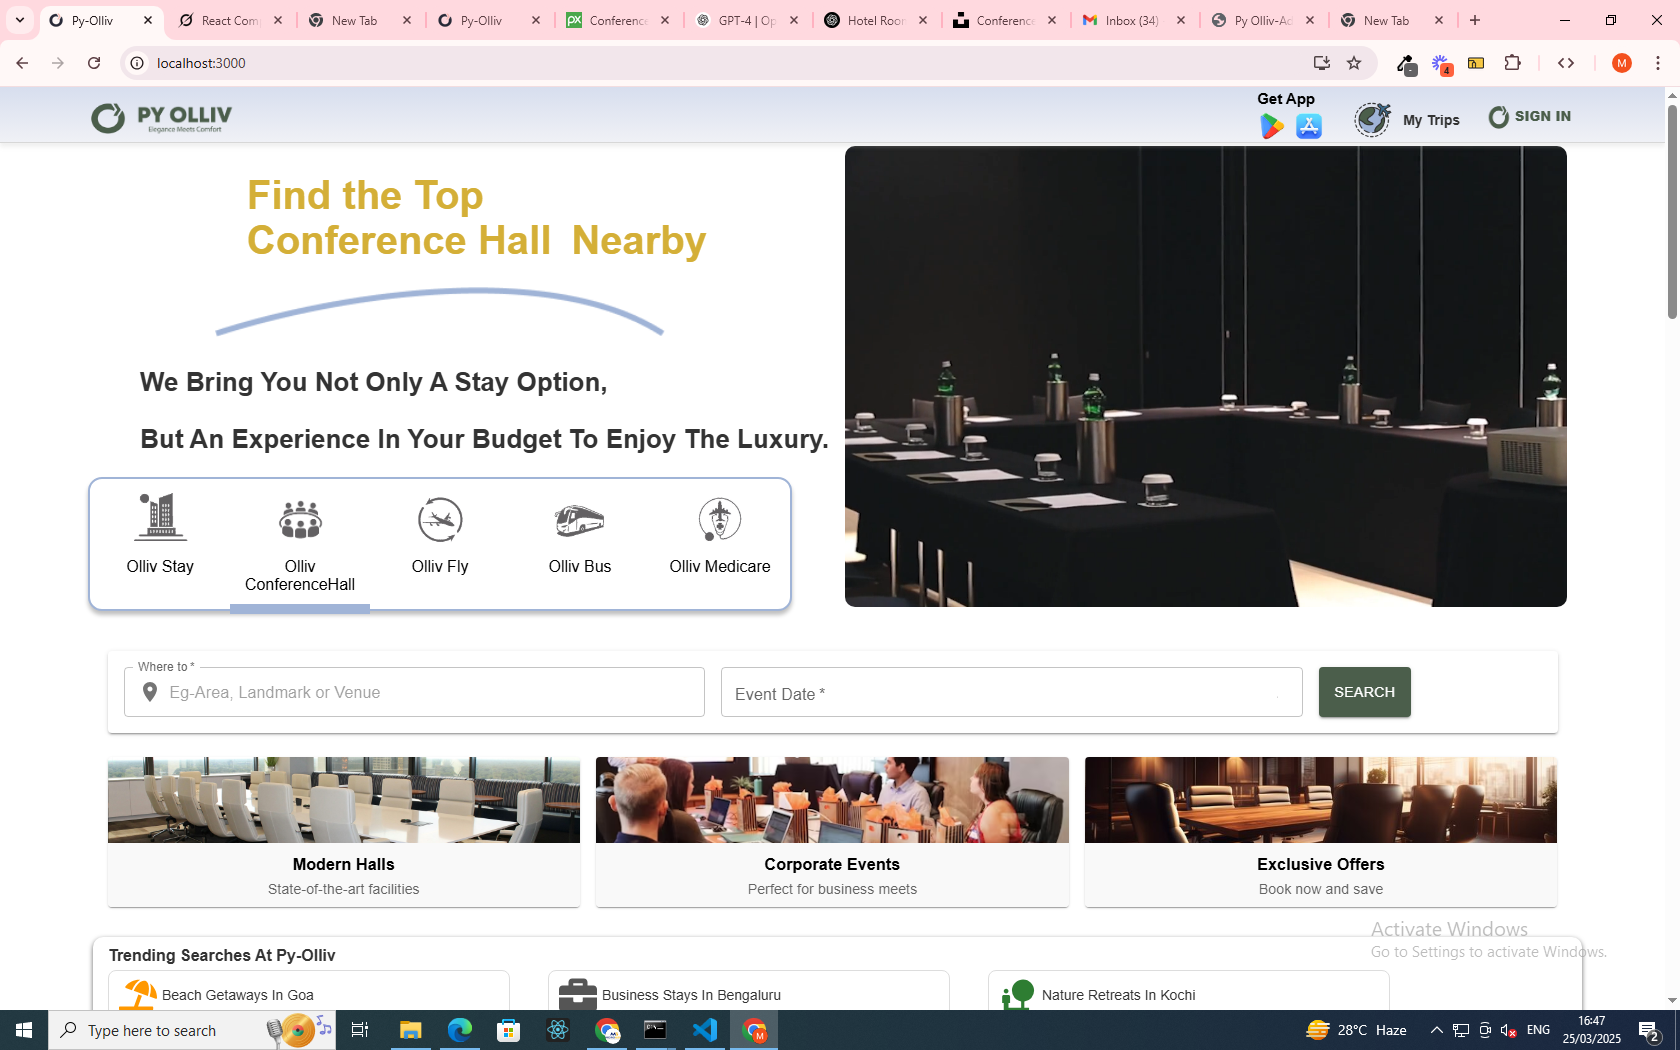 Py-Olliv
React Com
New Tab
Py-Olliv
Conference
GPT-4 | Op
Hotel Roor
Conference
Inbox (34)
Py Olliv-Ad
New Tab
localhost:3000
4
M
PY OLLIV
Elegance Meets Comfort
Get App
My Trips
SIGN IN
Find the Top
Conference Hall Nearby
We Bring You Not Only A Stay Option,
But An Experience In Your Budget To Enjoy The Luxury.
Olliv Stay
Olliv
ConferenceHall
Olliv Fly
Olliv Bus
Olliv Medicare
Where to *
Eg-Area, Landmark or Venue
Event Date *
SEARCH
Modern Halls
State-of-the-art facilities
Corporate Events
Perfect for business meets
Exclusive Offers
Book now and save
Activate Windows
Go to Settings to activate Windows.
Trending Searches At Py-Olliv
Beach Getaways In Goa
Business Stays In Bengaluru
Nature Retreats In Kochi
Type here to search
28°C Haze
ENG
16:47
25/03/2025
2